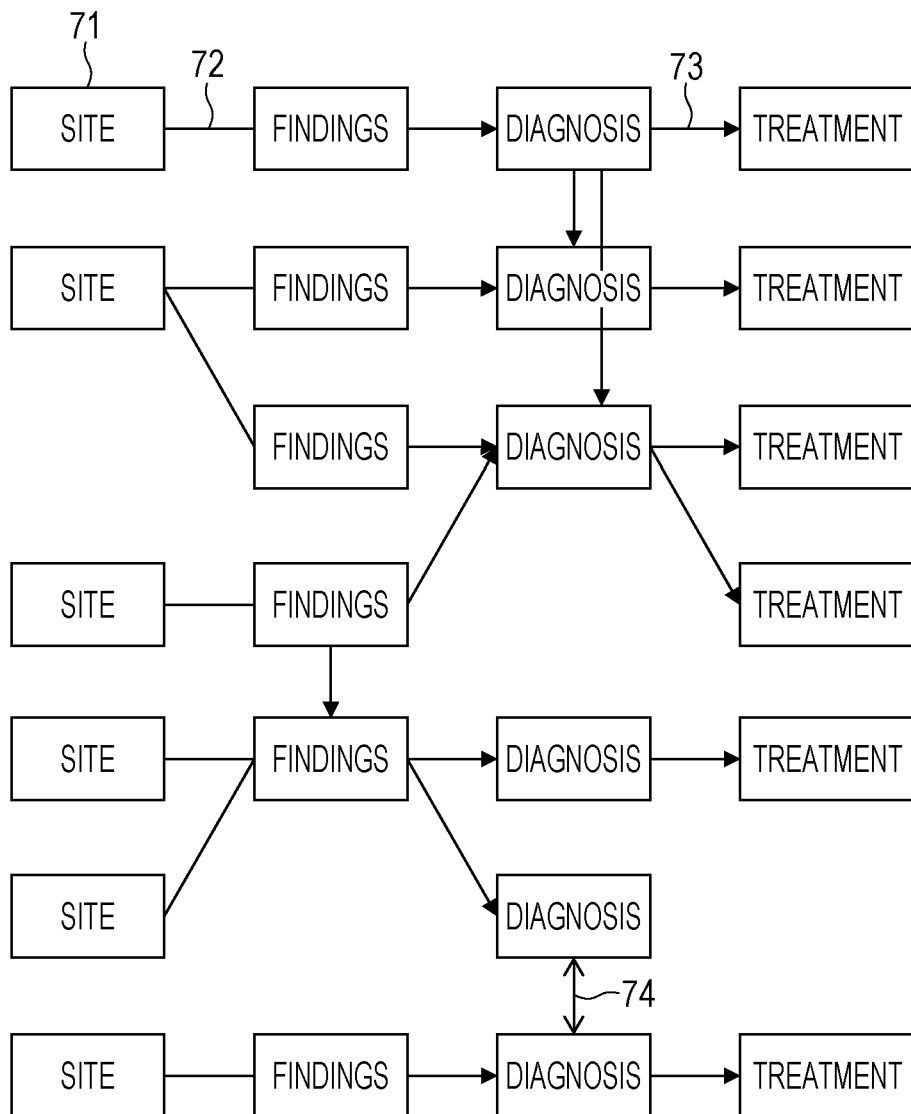 71
72
73
SITE FINDINGS DIAGNOSIS TREATMENT
SITE FINDINGS DIAGNOSIS TREATMENT
FINDINGS DIAGNOSIS TREATMENT
SITE FINDINGS TREATMENT
SITE FINDINGS DIAGNOSIS TREATMENT
SITE DIAGNOSIS
74
SITE FINDINGS DIAGNOSIS TREATMENT